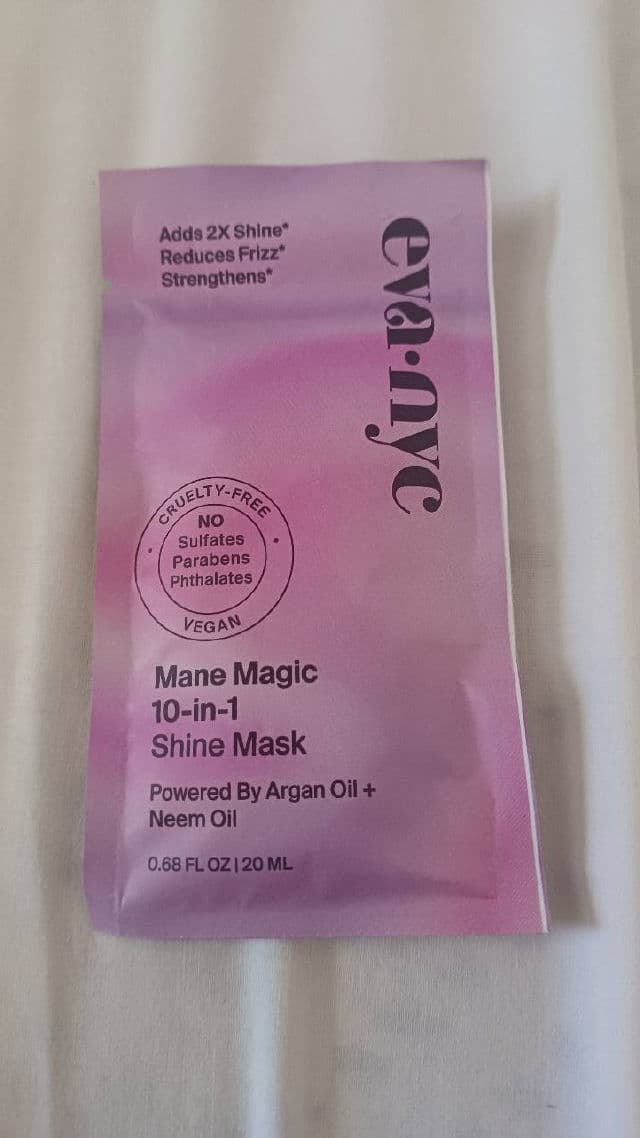 Adds 2X Shine*
Reduces Frizz*
Strengthens*
eva·nyc
CRUELTY-FREE
NO
Sulfates
Parabens
Phthalates
VEGAN
Mane Magic
10-in-1
Shine Mask
Powered By Argan Oil +
Neem Oil
0.68 FL OZ | 20 ML